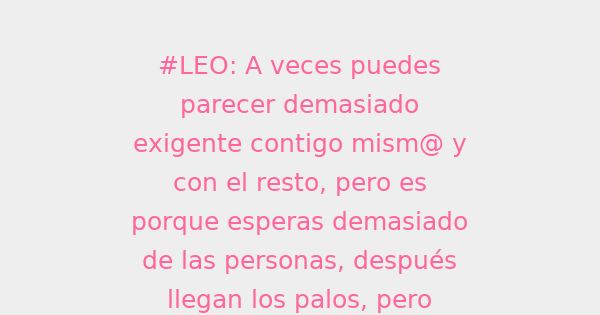 #LEO: A veces puedes
parecer demasiado
exigente contigo mism@ y
con el resto, pero es
porque esperas demasiado
de las personas, después
llegan los palos, pero